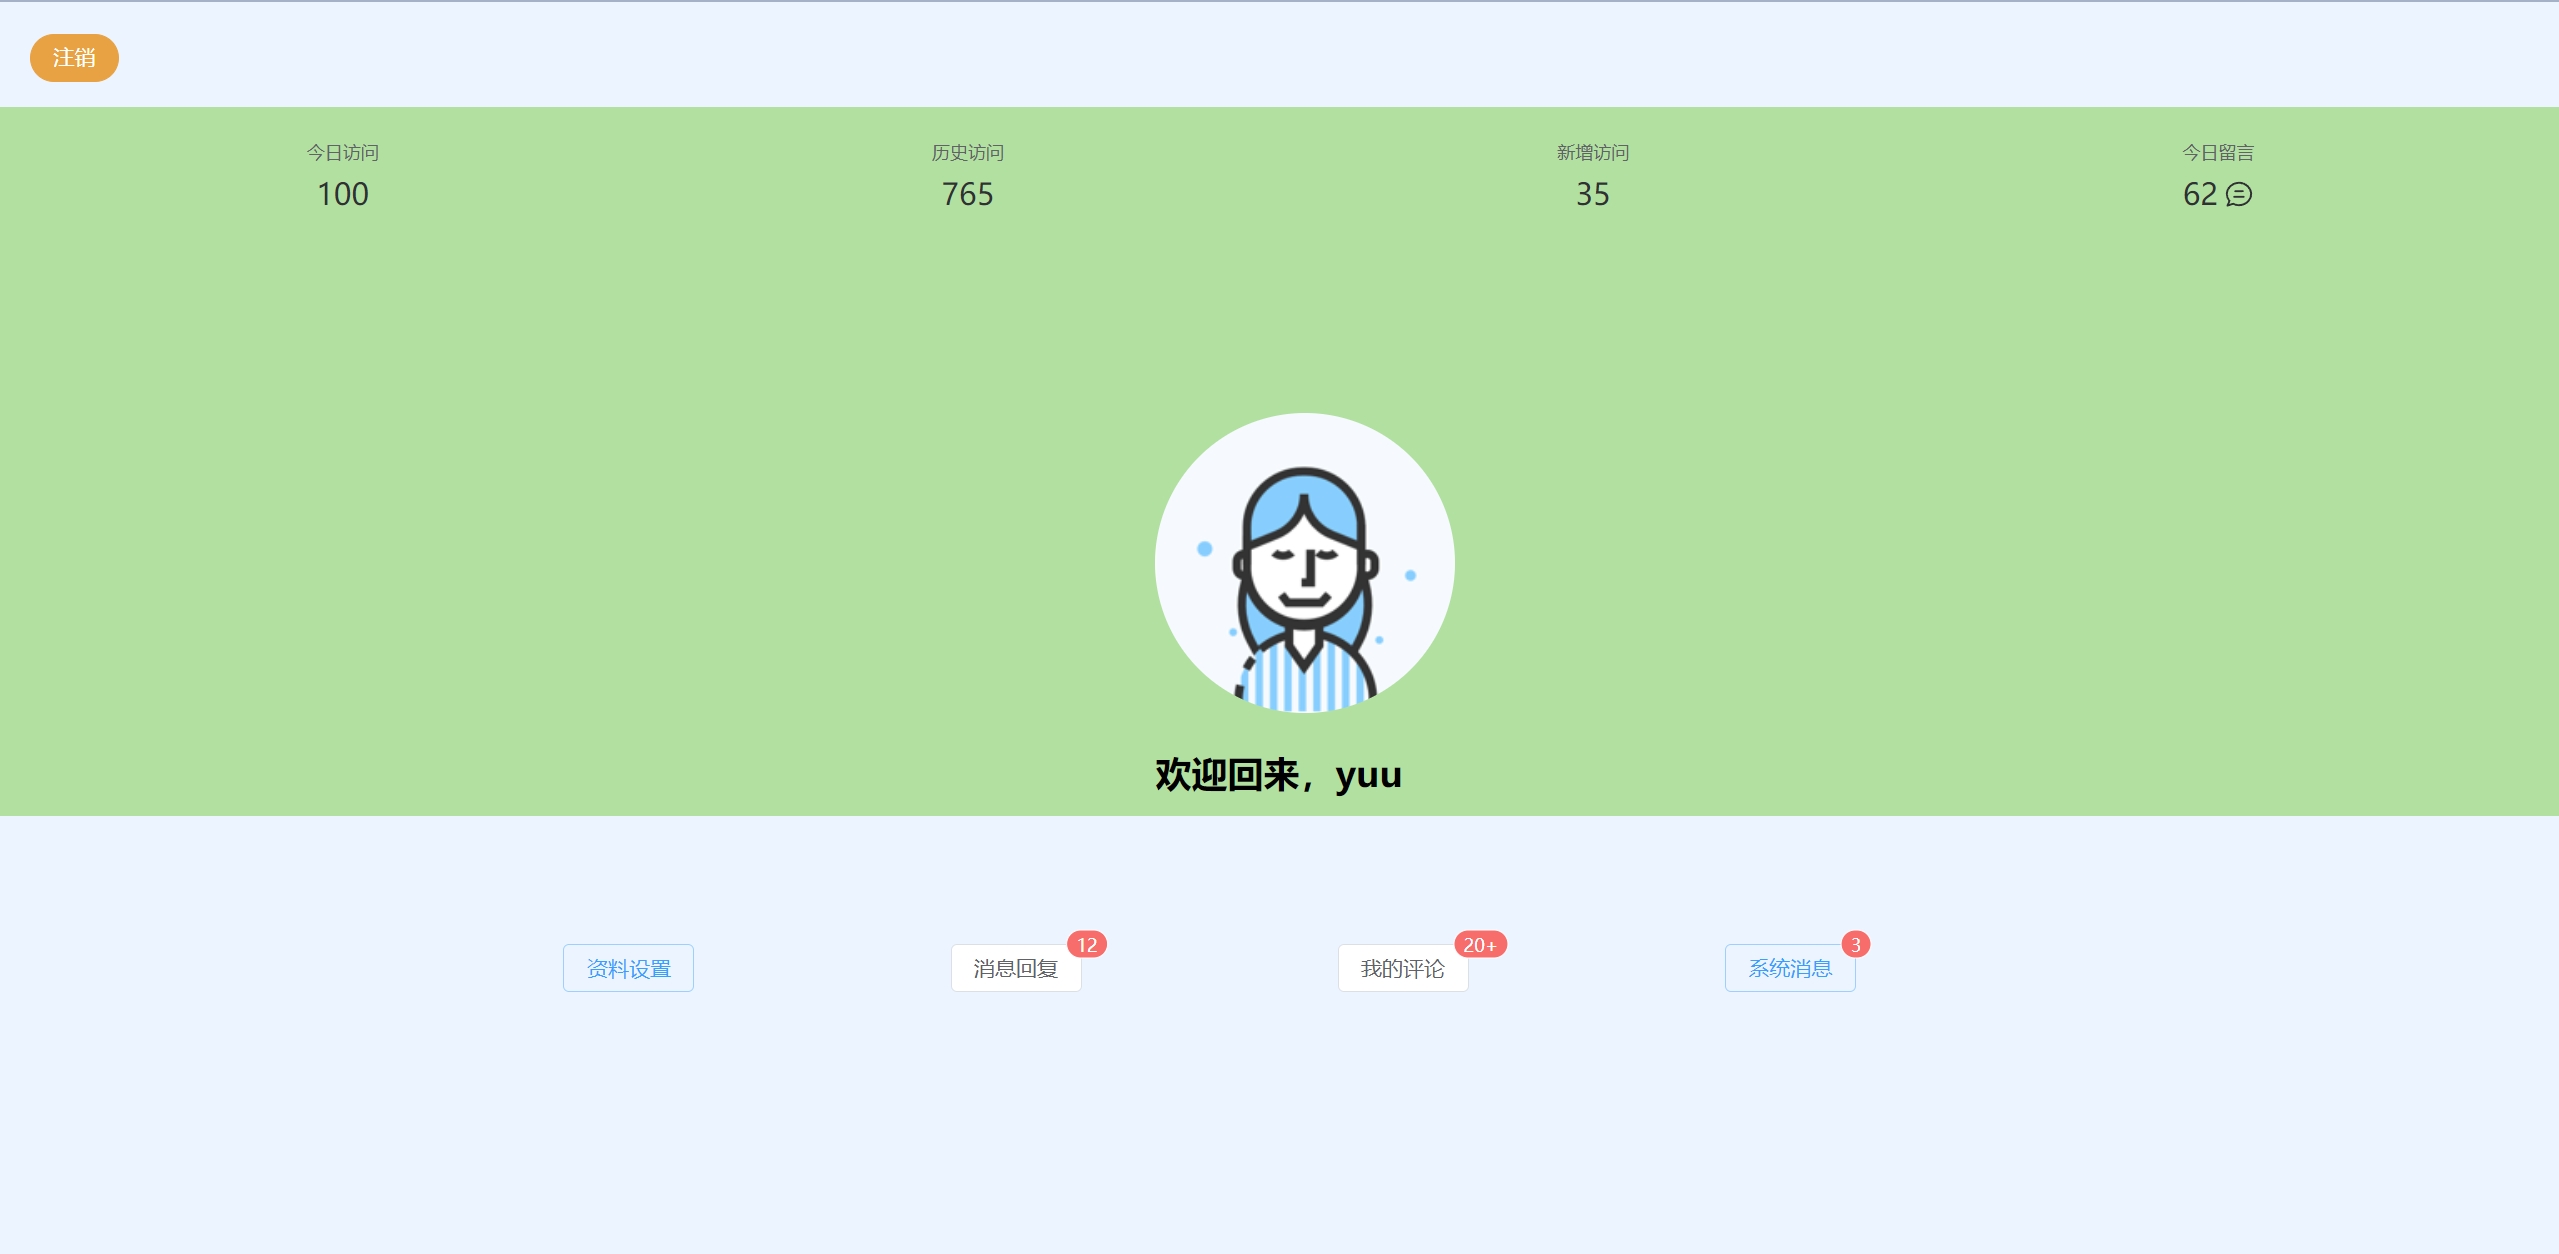 注销
今日访问 历史访问 新增访问 今日留言
100 765 35 62
欢迎回来，yuu
12 20+ 3
资料设置 消息回复 我的评论 系统消息